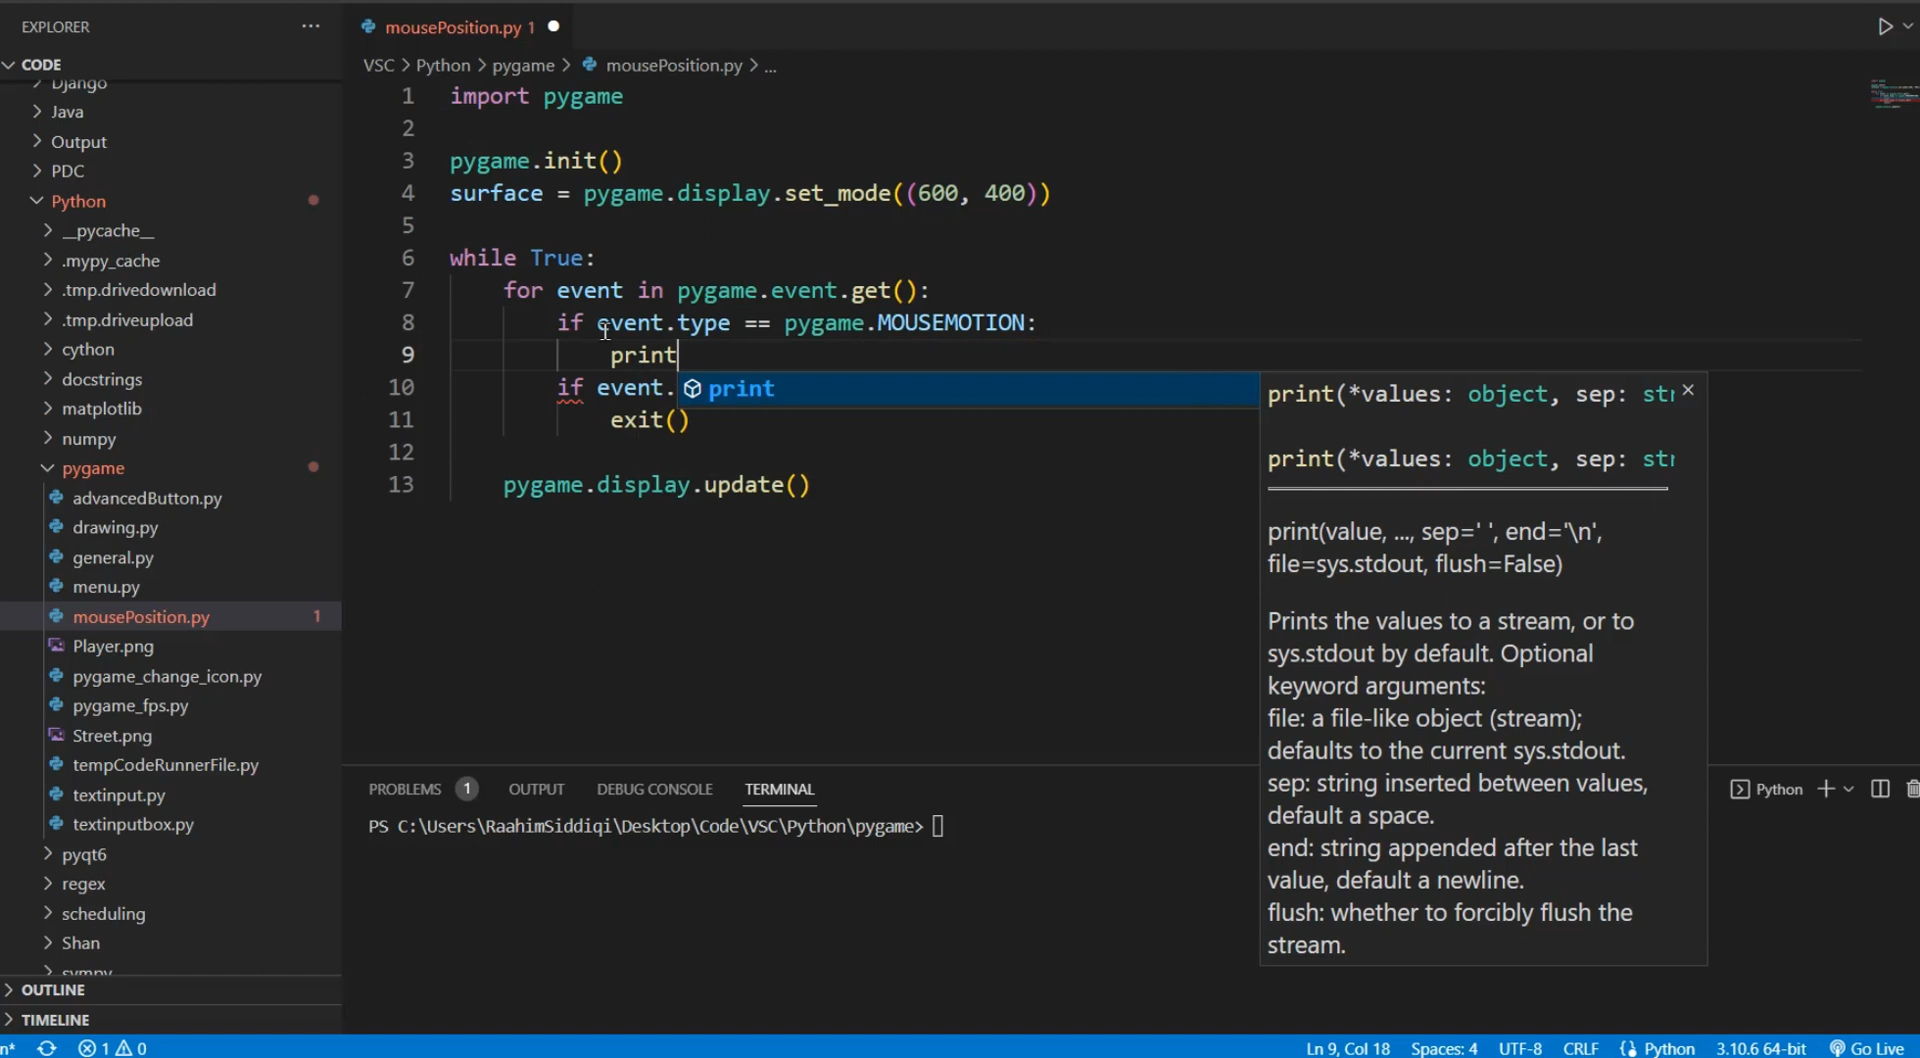 EXPLORER ...
CODE
Django
Java
Output
PDC
Python
__pycache__
.mypy_cache
.tmp.drivedownload
.tmp.driveupload
cython
docstrings
matplotlib
numpy
pygame
advancedButton.py
drawing.py
general.py
menu.py
mousePosition.py 1
Player.png
pygame_change_icon.py
pygame_fps.py
Street.png
tempCodeRunnerFile.py
textinput.py
textinputbox.py
pyqt6
regex
scheduling
Shan
sympy
OUTLINE
TIMELINE
mousePosition.py 1
VSC > Python > pygame > mousePosition.py > ...
1 import pygame
2
3 pygame.init()
4 surface = pygame.display.set_mode((600, 400))
5
6 while True:
7 for event in pygame.event.get():
8 if event.type == pygame.MOUSEMOTION:
9 print
10 if event.
11 exit()
12
13 pygame.display.update()
print
print(*values: object, sep: str
print(*values: object, sep: str
print(value, ..., sep=' ', end='\n',
file=sys.stdout, flush=False)
Prints the values to a stream, or to
sys.stdout by default. Optional
keyword arguments:
file: a file-like object (stream);
defaults to the current sys.stdout.
sep: string inserted between values,
default a space.
end: string appended after the last
value, default a newline.
flush: whether to forcibly flush the
stream.
PROBLEMS 1 OUTPUT DEBUG CONSOLE TERMINAL Python
PS C:\Users\RaahimSiddiqi\Desktop\Code\VSC\Python\pygame>
n* 1 0 Ln 9, Col 18 Spaces: 4 UTF-8 CRLF Python 3.10.6 64-bit Go Live